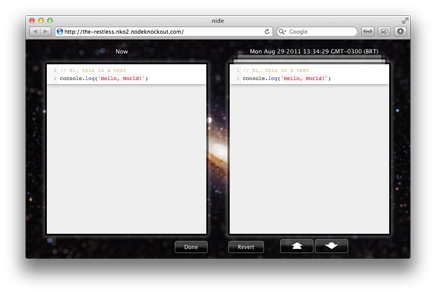 nide
http://the-restless.nko2.nodeknockout.com/
Google
Now
Mon Aug 29 2011 13:34:29 GMT-0300 (BRT)
1 // Hi, this is a test
2 console.log('Hello, World!')
1 // Hi, this is a test
2 console.log('Hello, World!')
Done
Revert